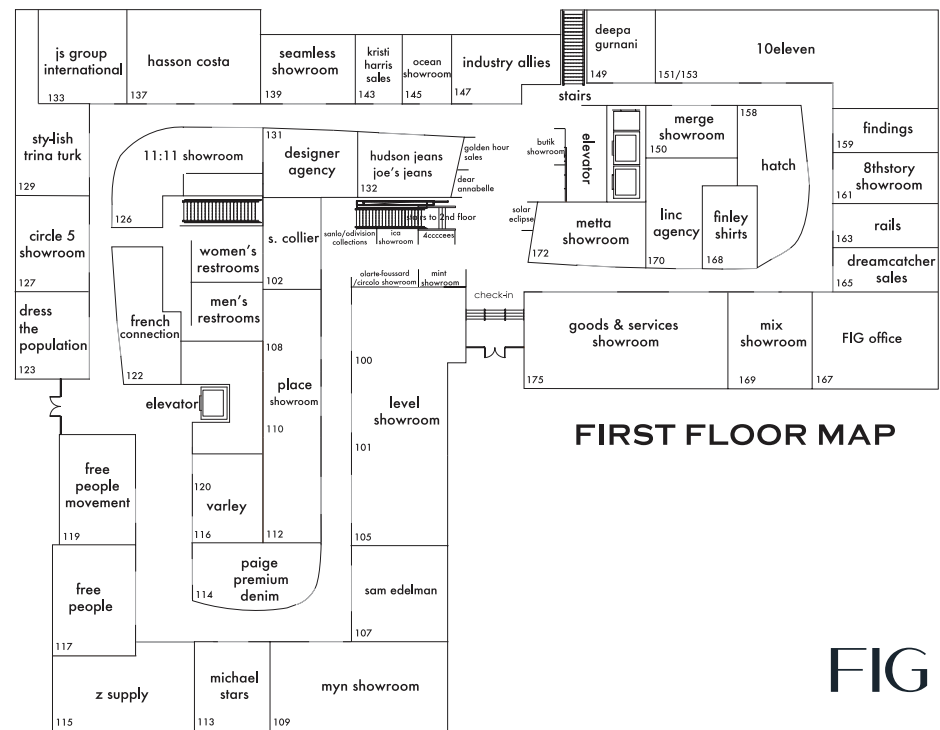 js group
international
133
hasson costa
137
seamless
showroom
139
kristi
harris
sales
143
ocean
showroom
145
industry allies
147
stairs
deepa
gurnani
149
10eleven
151/153
sty-lish
trina turk
129
11:11 showroom
126
131
designer
agency
hudson jeans
joe's jeans
132
golden hour
sales
dear
annabelle
butik
showroom
elevator
merge
showroom
150
158
hatch
findings
159
8thstory
showroom
161
rails
163
dreamcatcher
sales
165
circle 5
showroom
127
women's
restrooms
men's
restrooms
108
s. collier
102
stairs to 2nd floor
sanlo/odivision
collections
ica
showroom
4ccccees
solar
eclipse
metta
showroom
172
linc
agency
170
finley
shirts
168
dress
the
population
123
french
connection
122
olarte-foussard
/circolo showroom
mint
showroom
check-in
100
goods & services
showroom
175
mix
showroom
169
FIG office
167
elevator
place
showroom
110
112
level
showroom
101
105
FIRST FLOOR MAP
free
people
movement
119
120
varley
116
free
people
117
paige
premium
denim
114
sam edelman
107
z supply
115
michael
stars
113
myn showroom
109
FIG